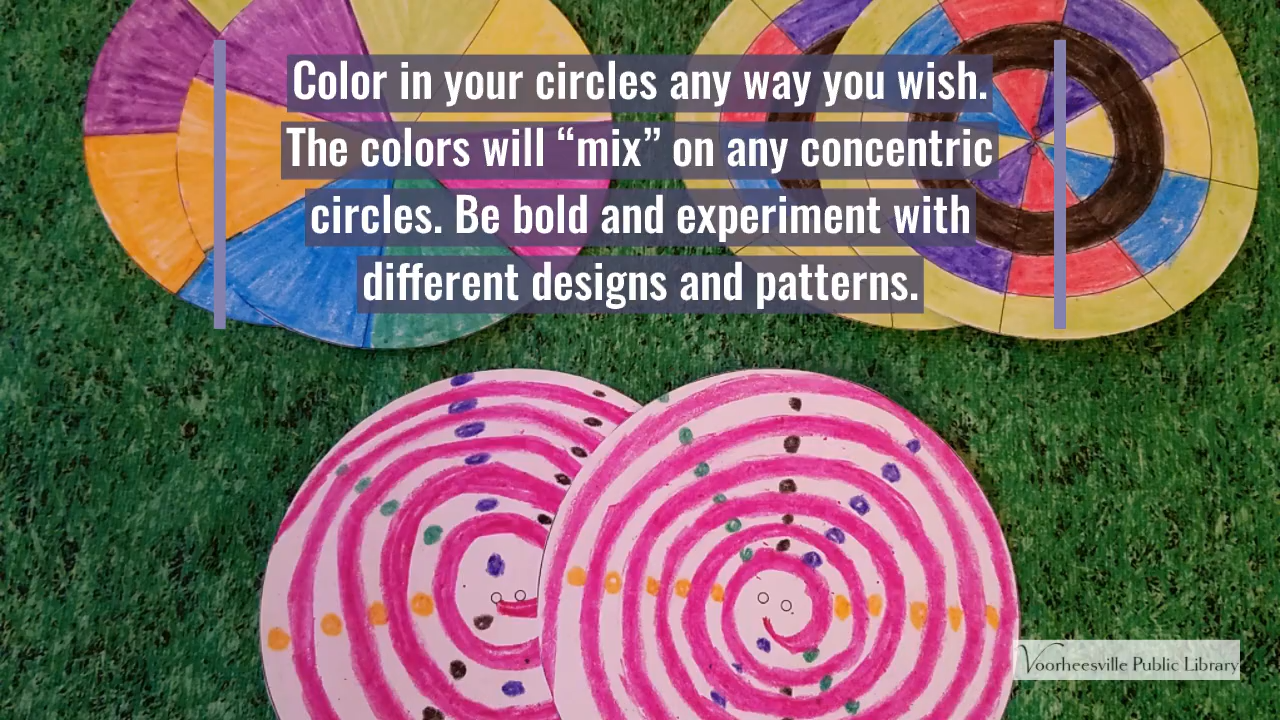 Color in your circles any way you wish.
The colors will “mix” on any concentric
circles. Be bold and experiment with
different designs and patterns.
Voorheesville Public Library